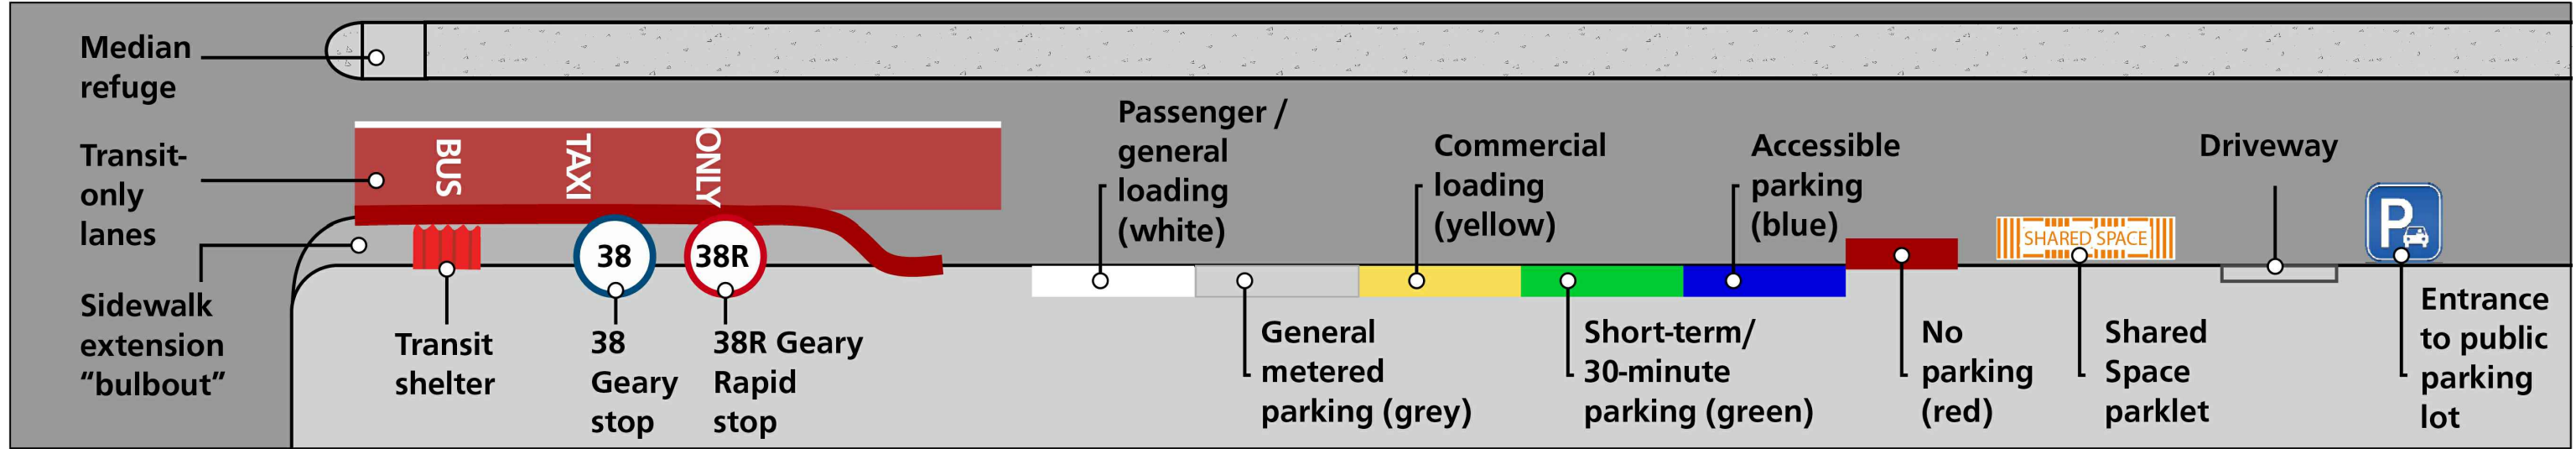 Median
refuge
Transit-
only
lanes
Sidewalk
extension
“bulbout”
BUS
TAXI
ONLY
38
38R
Transit
shelter
38
Geary
stop
38R Geary
Rapid
stop
Passenger /
general
loading
(white)
General
metered
parking (grey)
Commercial
loading
(yellow)
Short-term/
30-minute
parking (green)
Accessible
parking
(blue)
No
parking
(red)
SHARED SPACE
Shared
Space
parklet
Driveway
P
Entrance
to public
parking
lot